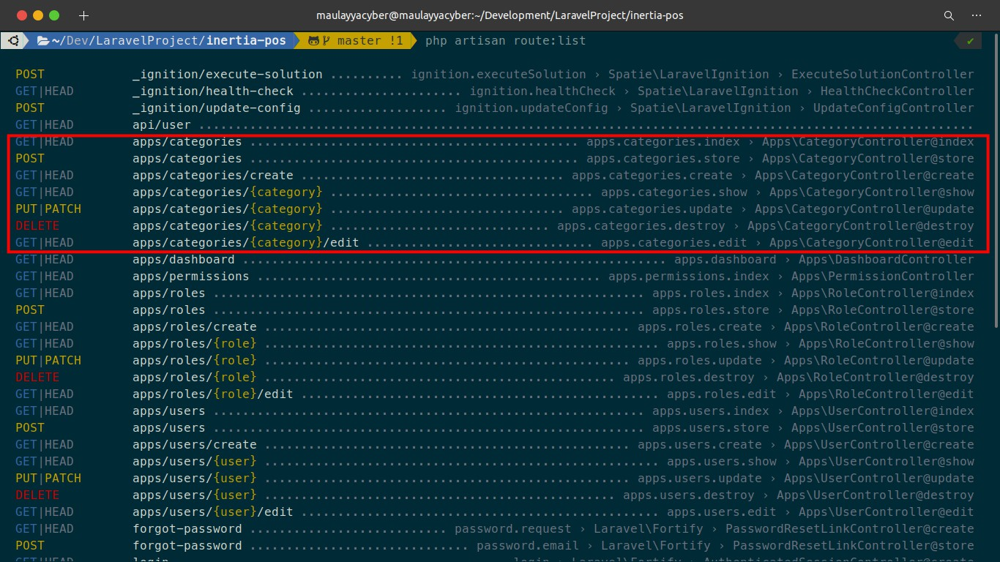 maulayyacyber@maulayyacyber:~/Development/LaravelProject/inertia-pos
~/Dev/LaravelProject/inertia-pos master !1 php artisan route:list ✔
POST _ignition/execute-solution .......... ignition.executeSolution › Spatie\LaravelIgnition › ExecuteSolutionController
GET|HEAD _ignition/health-check ...................... ignition.healthCheck › Spatie\LaravelIgnition › HealthCheckController
POST _ignition/update-config ................... ignition.updateConfig › Spatie\LaravelIgnition › UpdateConfigController
GET|HEAD api/user ..........................................................................................................
GET|HEAD apps/categories ............................................. apps.categories.index › Apps\CategoryController@index
POST apps/categories ............................................. apps.categories.store › Apps\CategoryController@store
GET|HEAD apps/categories/create .................................... apps.categories.create › Apps\CategoryController@create
GET|HEAD apps/categories/{category} .................................... apps.categories.show › Apps\CategoryController@show
PUT|PATCH apps/categories/{category} ................................ apps.categories.update › Apps\CategoryController@update
DELETE apps/categories/{category} .............................. apps.categories.destroy › Apps\CategoryController@destroy
GET|HEAD apps/categories/{category}/edit ............................... apps.categories.edit › Apps\CategoryController@edit
GET|HEAD apps/dashboard .......................................................... apps.dashboard › Apps\DashboardController
GET|HEAD apps/permissions ............................................... apps.permissions.index › Apps\PermissionController
GET|HEAD apps/roles ........................................................... apps.roles.index › Apps\RoleController@index
POST apps/roles ........................................................... apps.roles.store › Apps\RoleController@store
GET|HEAD apps/roles/create .................................................. apps.roles.create › Apps\RoleController@create
GET|HEAD apps/roles/{role} ...................................................... apps.roles.show › Apps\RoleController@show
PUT|PATCH apps/roles/{role} .................................................. apps.roles.update › Apps\RoleController@update
DELETE apps/roles/{role} ................................................ apps.roles.destroy › Apps\RoleController@destroy
GET|HEAD apps/roles/{role}/edit ................................................. apps.roles.edit › Apps\RoleController@edit
GET|HEAD apps/users ........................................................... apps.users.index › Apps\UserController@index
POST apps/users ........................................................... apps.users.store › Apps\UserController@store
GET|HEAD apps/users/create .................................................. apps.users.create › Apps\UserController@create
GET|HEAD apps/users/{user} ...................................................... apps.users.show › Apps\UserController@show
PUT|PATCH apps/users/{user} .................................................. apps.users.update › Apps\UserController@update
DELETE apps/users/{user} ................................................ apps.users.destroy › Apps\UserController@destroy
GET|HEAD apps/users/{user}/edit ................................................. apps.users.edit › Apps\UserController@edit
GET|HEAD forgot-password ........................... password.request › Laravel\Fortify › PasswordResetLinkController@create
POST forgot-password .............................. password.email › Laravel\Fortify › PasswordResetLinkController@store
GET|HEAD login login › Laravel\Fortify › AuthenticatedSessionController@create